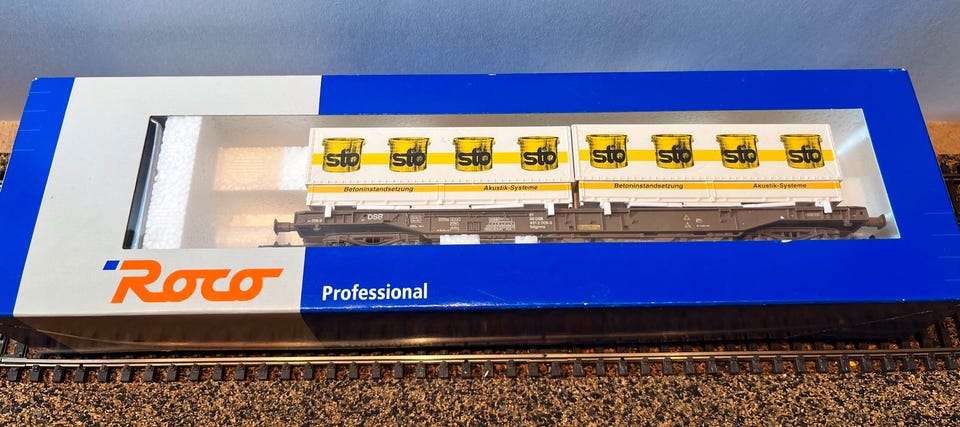 sto sto sto sto sto sto sto sto
Betoninstandsetzung Akustik-Systeme Betoninstandsetzung Akustik-Systeme
DSB
Roco
Professional